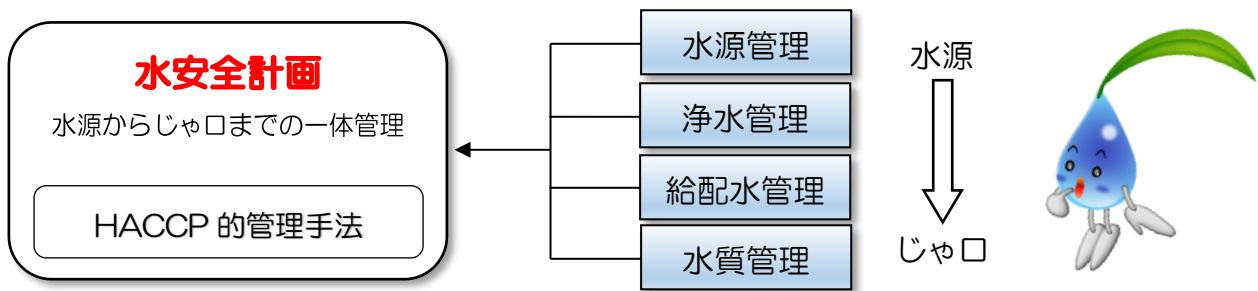 水安全計画
水源からじゃ口までの一体管理
HACCP 的管理手法
水源管理
浄水管理
給配水管理
水質管理
水源
じゃ口